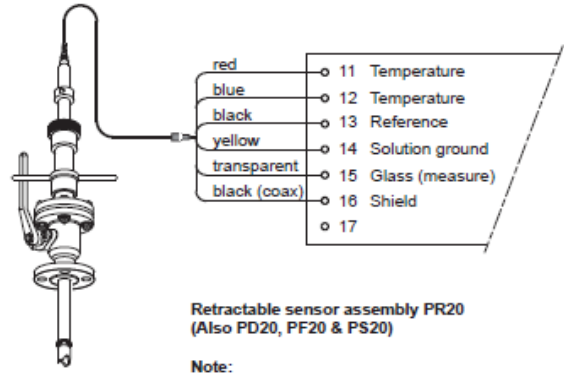 red
11 Temperature
blue
12 Temperature
black
13 Reference
yellow
14 Solution ground
transparent
15 Glass (measure)
black (coax)
16 Shield
17
Retractable sensor assembly PR20
(Also PD20, PF20 & PS20)
Note: